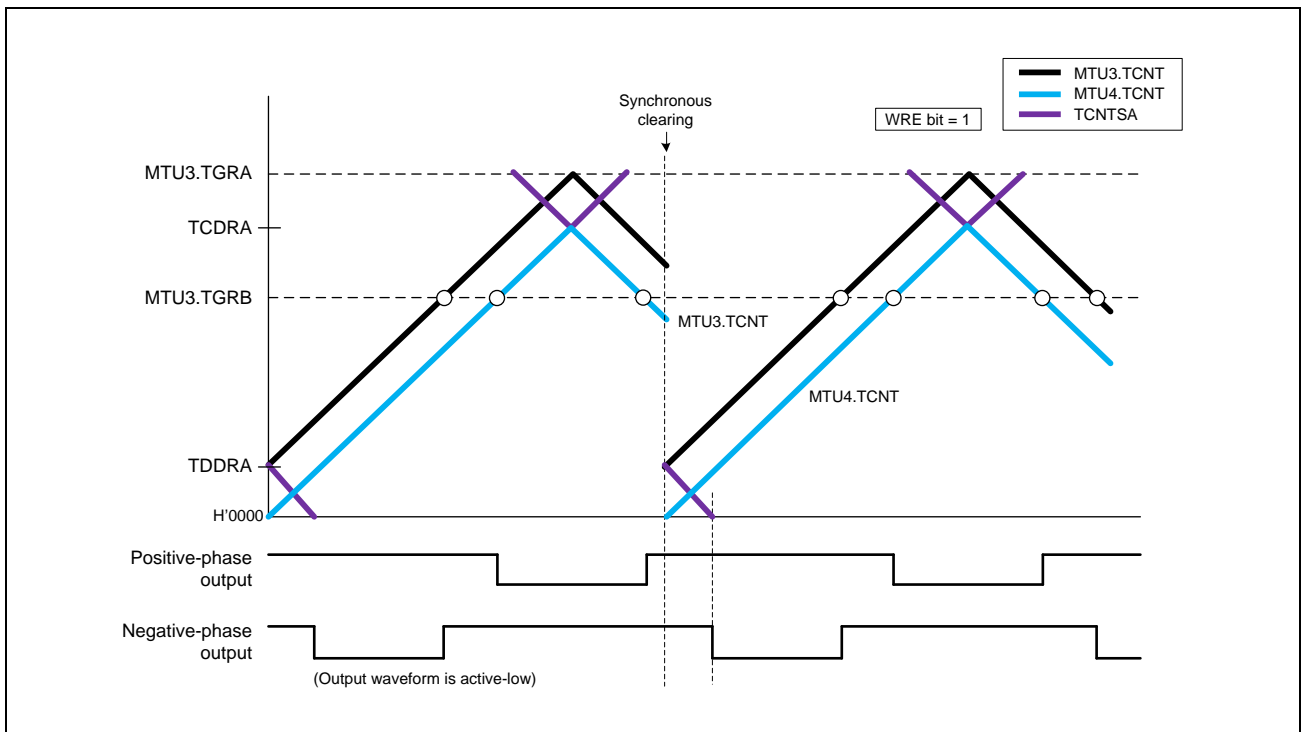 MTU3.TCNT
MTU4.TCNT
TCNTSA
Synchronous
clearing
WRE bit = 1
MTU3.TGRA
TCDRA
MTU3.TGRB
MTU3.TCNT
MTU4.TCNT
TDDRA
H'0000
Positive-phase
output
Negative-phase
output
(Output waveform is active-low)